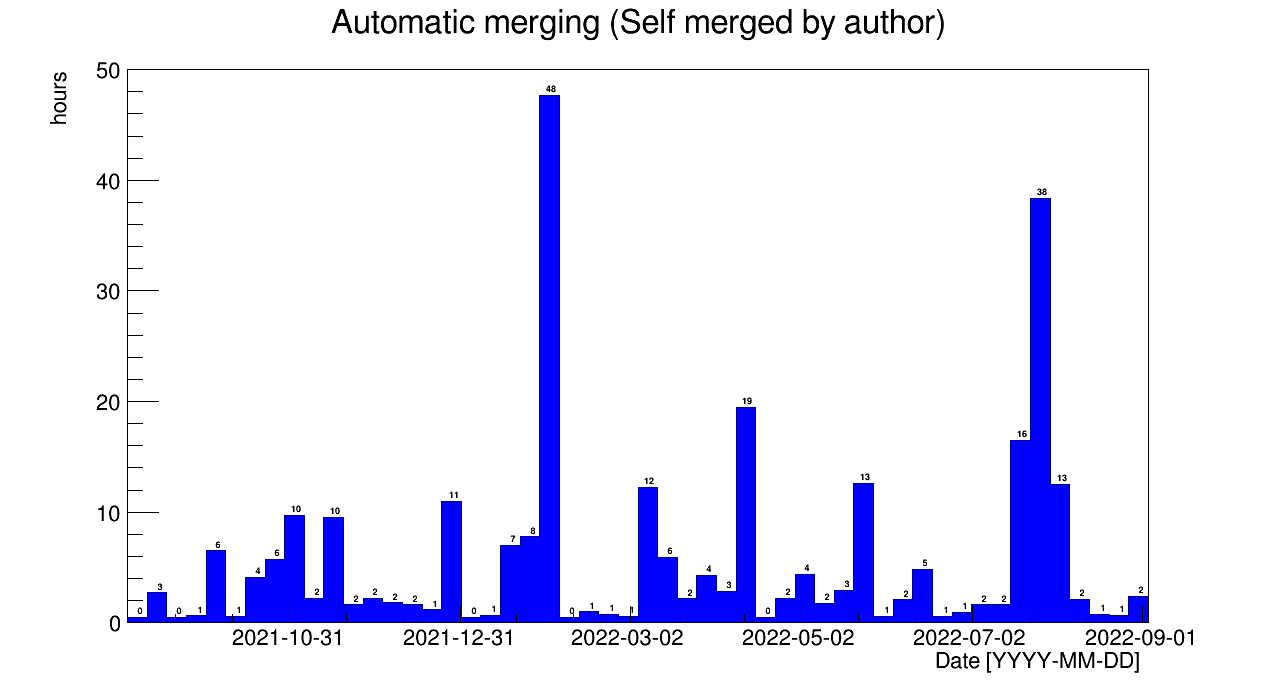 Automatic merging (Self merged by author)
hours
50
40
30
20
10
0
0 3 0 1 6 1 4 6 10 2 10 2 2 2 2 1 11 0 1 7 8 48 0 1 1 1 12 6 2 4 3 19 0 2 4 2 3 13 1 2 5 1 1 2 2 16 38 13 2 1 1 2
2021-10-31 2021-12-31 2022-03-02 2022-05-02 2022-07-02 2022-09-01
Date [YYYY-MM-DD]